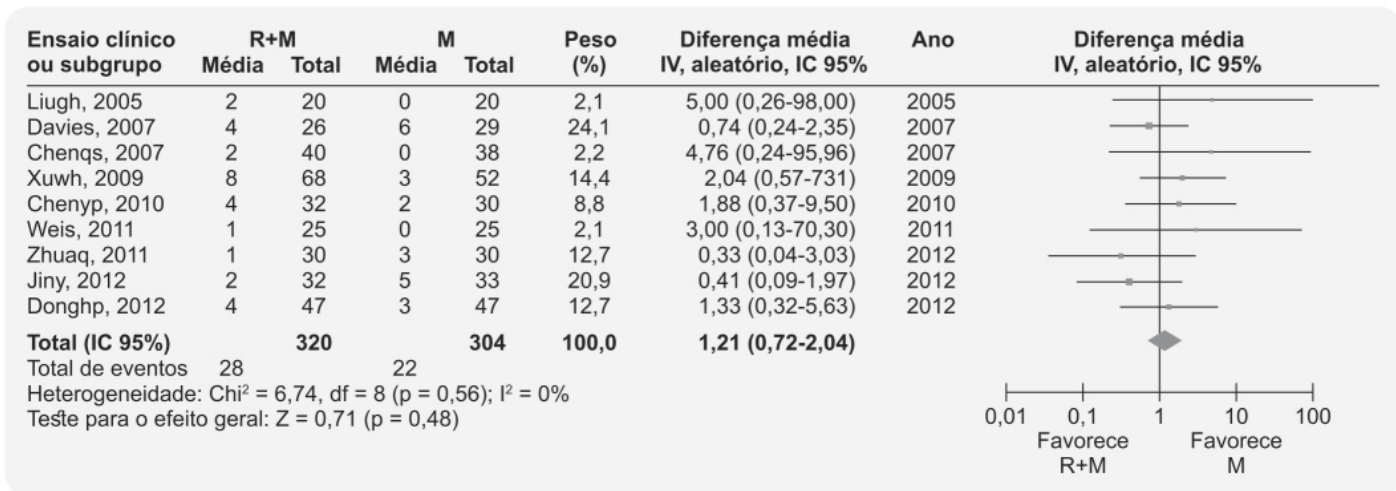 Ensaio clínico R+M M Peso Diferença média Ano Diferença média
ou subgrupo Média Total Média Total (%) IV, aleatório, IC 95% IV, aleatório, IC 95%
Liugh, 2005 2 20 0 20 2,1 5,00 (0,26-98,00) 2005
Davies, 2007 4 26 6 29 24,1 0,74 (0,24-2,35) 2007
Chenqs, 2007 2 40 0 38 2,2 4,76 (0,24-95,96) 2007
Xuwh, 2009 8 68 3 52 14,4 2,04 (0,57-731) 2009
Chenyp, 2010 4 32 2 30 8,8 1,88 (0,37-9,50) 2010
Weis, 2011 1 25 0 25 2,1 3,00 (0,13-70,30) 2011
Zhuaq, 2011 1 30 3 30 12,7 0,33 (0,04-3,03) 2012
Jiny, 2012 2 32 5 33 20,9 0,41 (0,09-1,97) 2012
Donghp, 2012 4 47 3 47 12,7 1,33 (0,32-5,63) 2012
Total (IC 95%) 320 304 100,0 1,21 (0,72-2,04)
Total de eventos 28 22
Heterogeneidade: Chi² = 6,74, df = 8 (p = 0,56); I² = 0%
Teste para o efeito geral: Z = 0,71 (p = 0,48)
0,01 0,1 1 10 100
Favorece Favorece
R+M M